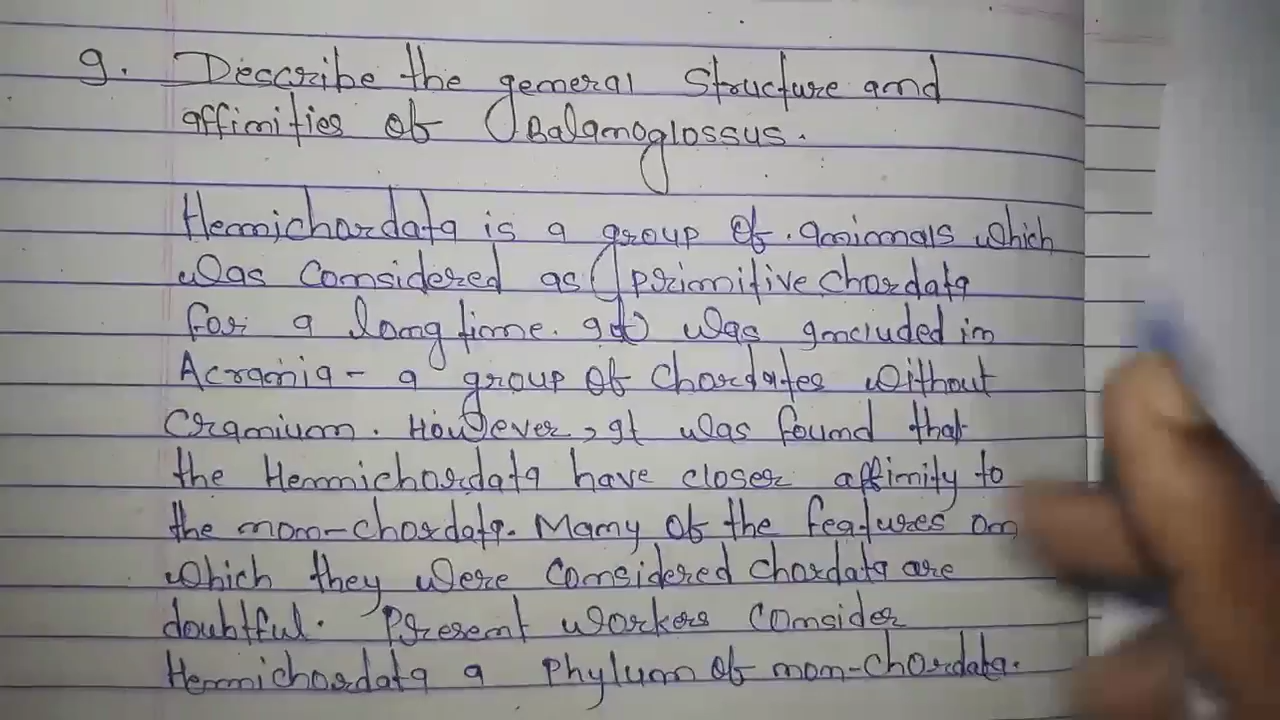 9. Describe the general structure and
affinities of Balanoglossus.
Hemichordata is a group of animals which
was considered as primitive chordata
for a long time. It was included in
Acrania - a group of chordates without
cranium. However, it was found that
the Hemichordata have closer affinity to
the non-chordata. Many of the features on
which they were considered chordata are
doubtful. Present workers consider
Hemichordata a phylum of non-chordata.